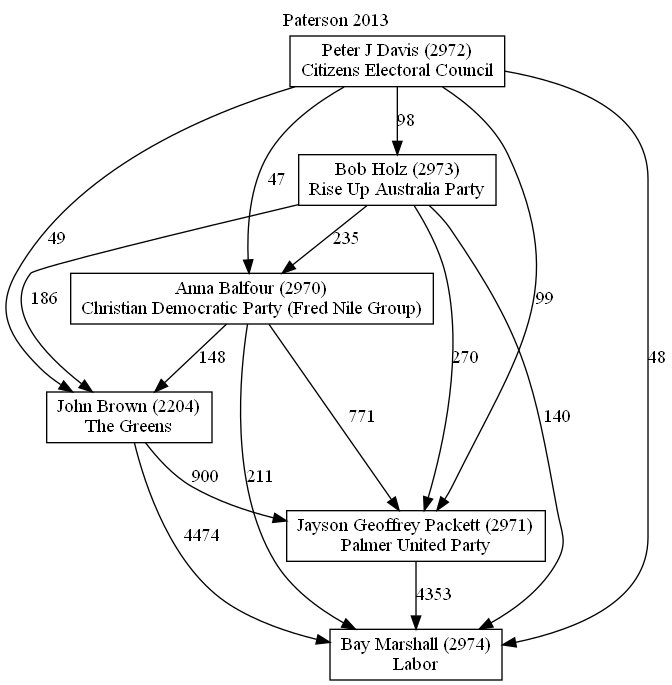 Paterson 2013
Peter J Davis (2972)
Citizens Electoral Council
98
Bob Holz (2973)
Rise Up Australia Party
47
49
235
186
Anna Balfour (2970)
Christian Democratic Party (Fred Nile Group)
99
148
270
48
John Brown (2204)
The Greens
771
140
900
211
Jayson Geoffrey Packett (2971)
Palmer United Party
4474
4353
Bay Marshall (2974)
Labor